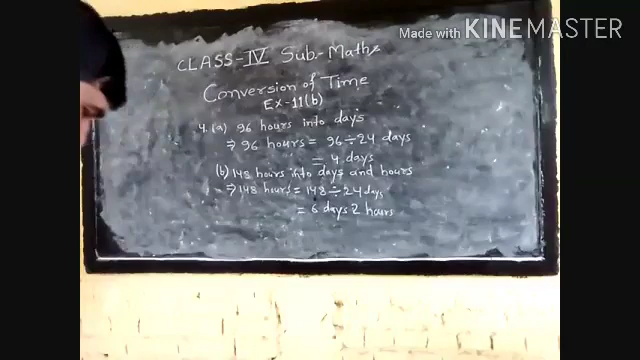 Made with KINEMASTER
CLASS-IV Sub.-Maths
Conversion of Time
Ex-11(b)
4. (a) 96 hours into days
⇒ 96 hours = 96 ÷ 24 days
= 4 days
(b) 148 hours into days and hours
⇒ 148 hours = 148 ÷ 24 days
= 6 days 2 hours